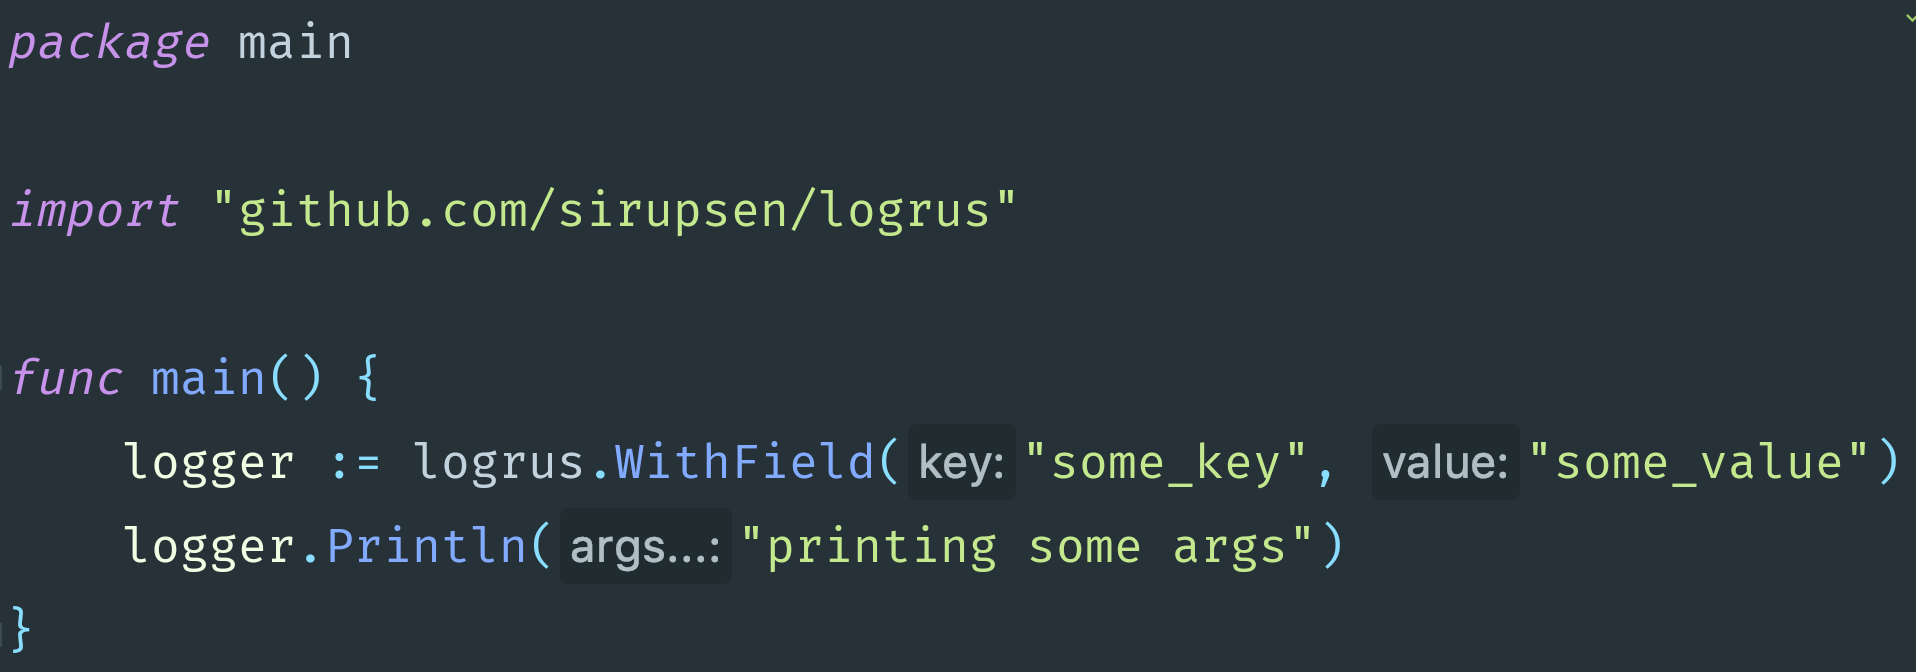 package main
import "github.com/sirupsen/logrus"
func main() {
    logger := logrus.WithField( key: "some_key", value: "some_value")
    logger.Println( args...: "printing some args")
}